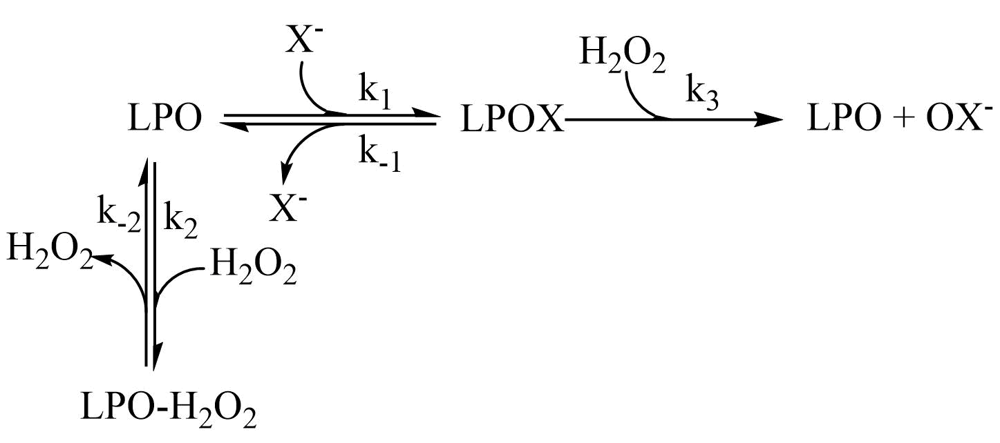 X⁻
H₂O₂
k₁
k₃
LPO
LPOX
LPO + OX⁻
k₋₁
X⁻
k₋₂
k₂
H₂O₂
H₂O₂
LPO-H₂O₂